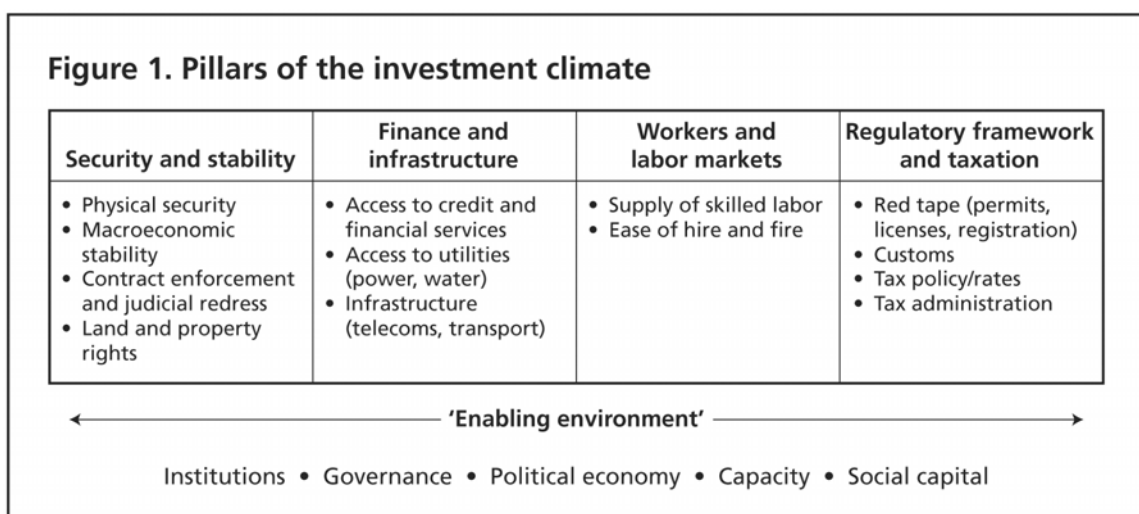 Figure 1. Pillars of the investment climate
Security and stability
• Physical security
• Macroeconomic
stability
• Contract enforcement
and judicial redress
• Land and property
rights
Finance and
infrastructure
• Access to credit and
financial services
• Access to utilities
(power, water)
• Infrastructure
(telecoms, transport)
Workers and
labor markets
• Supply of skilled labor
• Ease of hire and fire
Regulatory framework
and taxation
• Red tape (permits,
licenses, registration)
• Customs
• Tax policy/rates
• Tax administration
'Enabling environment'
Institutions • Governance • Political economy • Capacity • Social capital